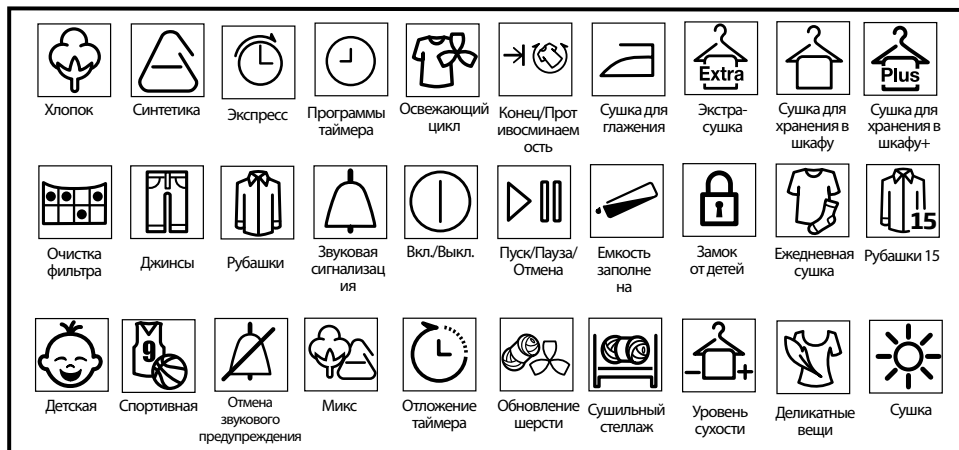 Extra
Plus
Хлопок
Синтетика
Экспресс
Программы
таймера
Освежающий
цикл
Конец/Прот
ивосминаем
ость
Сушка для
глажения
Экстра-
сушка
Сушка для
хранения в
шкафу
Сушка для
хранения в
шкафу+
15
Очистка
фильтра
Джинсы
Рубашки
Звуковая
сигнализац
ия
Вкл./Выкл.
Пуск/Пауза/
Отмена
Емкость
заполне
на
Замок
от детей
Ежедневная
сушка
Рубашки 15
9
Детская
Спортивная
Отмена
звукового
предупреждения
Микс
Отложение
таймера
Обновление
шерсти
Сушильный
стеллаж
Уровень
сухости
Деликатные
вещи
Сушка